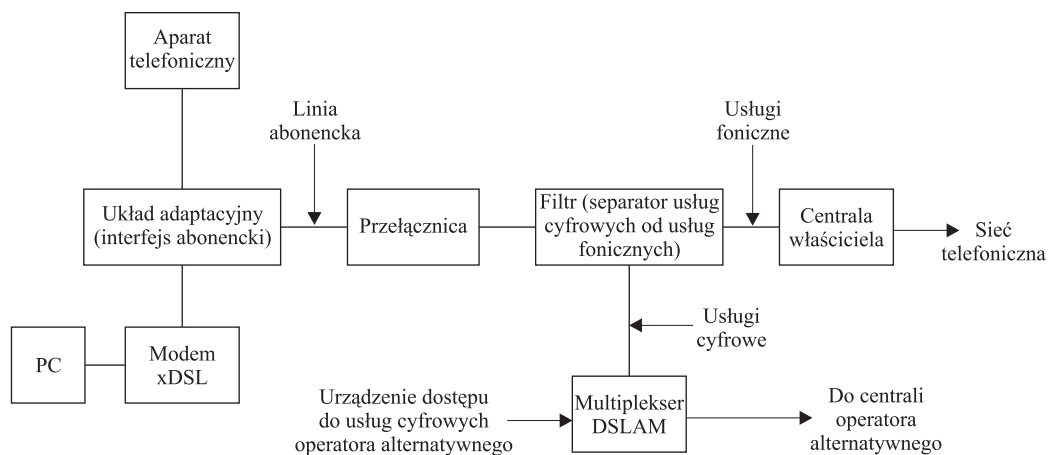 Aparat
telefoniczny
Linia
abonencka
Usługi
foniczne
Układ adaptacyjny
(interfejs abonencki)
Przełącznica
Filtr (separator usług
cyfrowych od usług
fonicznych)
Centrala
właściciela
Sieć
telefoniczna
Usługi
cyfrowe
PC
Modem
xDSL
Urządzenie dostępu
do usług cyfrowych
operatora alternatywnego
Multiplekser
DSLAM
Do centrali
operatora
alternatywnego